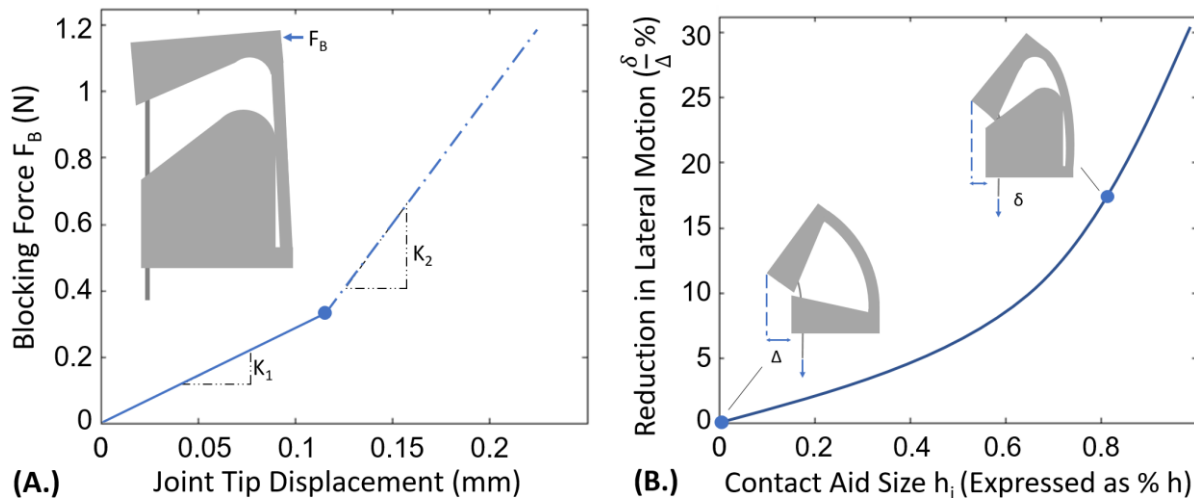 1.2
1
0.8
0.6
0.4
0.2
0
Blocking Force F_B (N)
F_B
K_2
K_1
0
0.05
0.1
0.15
0.2
(A.)
Joint Tip Displacement (mm)
30
25
20
15
10
5
0
Reduction in Lateral Motion (δ/Δ %)
δ
Δ
0
0.2
0.4
0.6
0.8
(B.)
Contact Aid Size h_i (Expressed as % h)